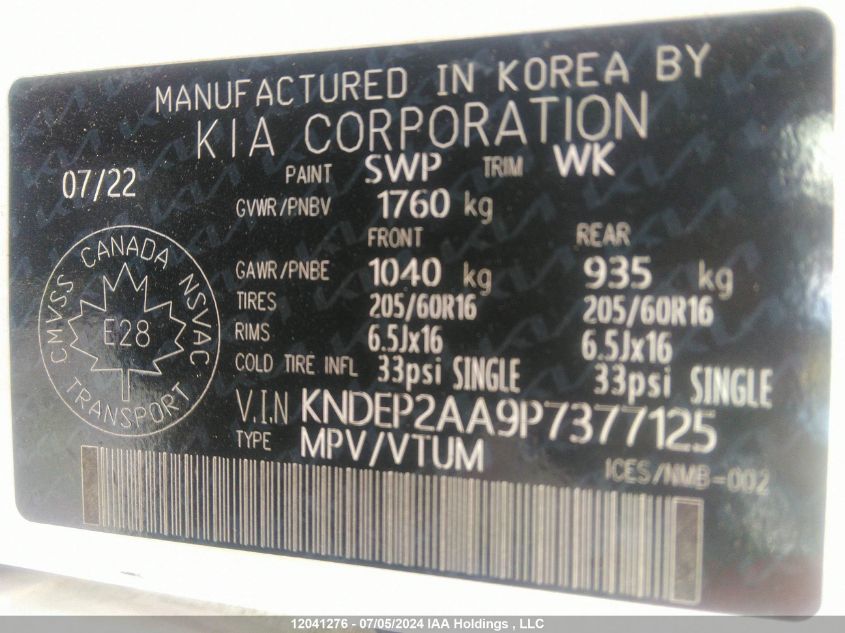 MANUFACTURED IN KOREA BY
KIA CORPORATION
07/22 PAINT SWP TRIM WK
GVWR/PNBV 1760 kg
FRONT REAR
GAWR/PNBE 1040 kg 935 kg
TIRES 205/60R16 205/60R16
RIMS 6.5Jx16 6.5Jx16
COLD TIRE INFL 33psi SINGLE 33psi SINGLE
V.I.N KNDEP2AA9P7377125
TYPE MPV/VTUM ICES/NMB-002
CMVSS CANADA NSVAC
E28
TRANSPORT
12041276 - 07/05/2024 IAA Holdings , LLC